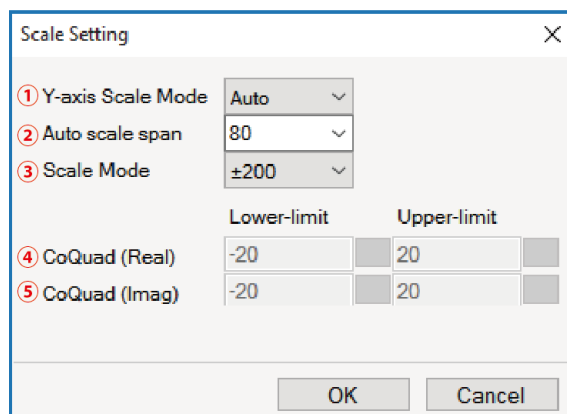 Scale Setting
① Y-axis Scale Mode Auto
② Auto scale span 80
③ Scale Mode ±200
Lower-limit Upper-limit
④ CoQuad (Real) -20 20
⑤ CoQuad (Imag) -20 20
OK Cancel